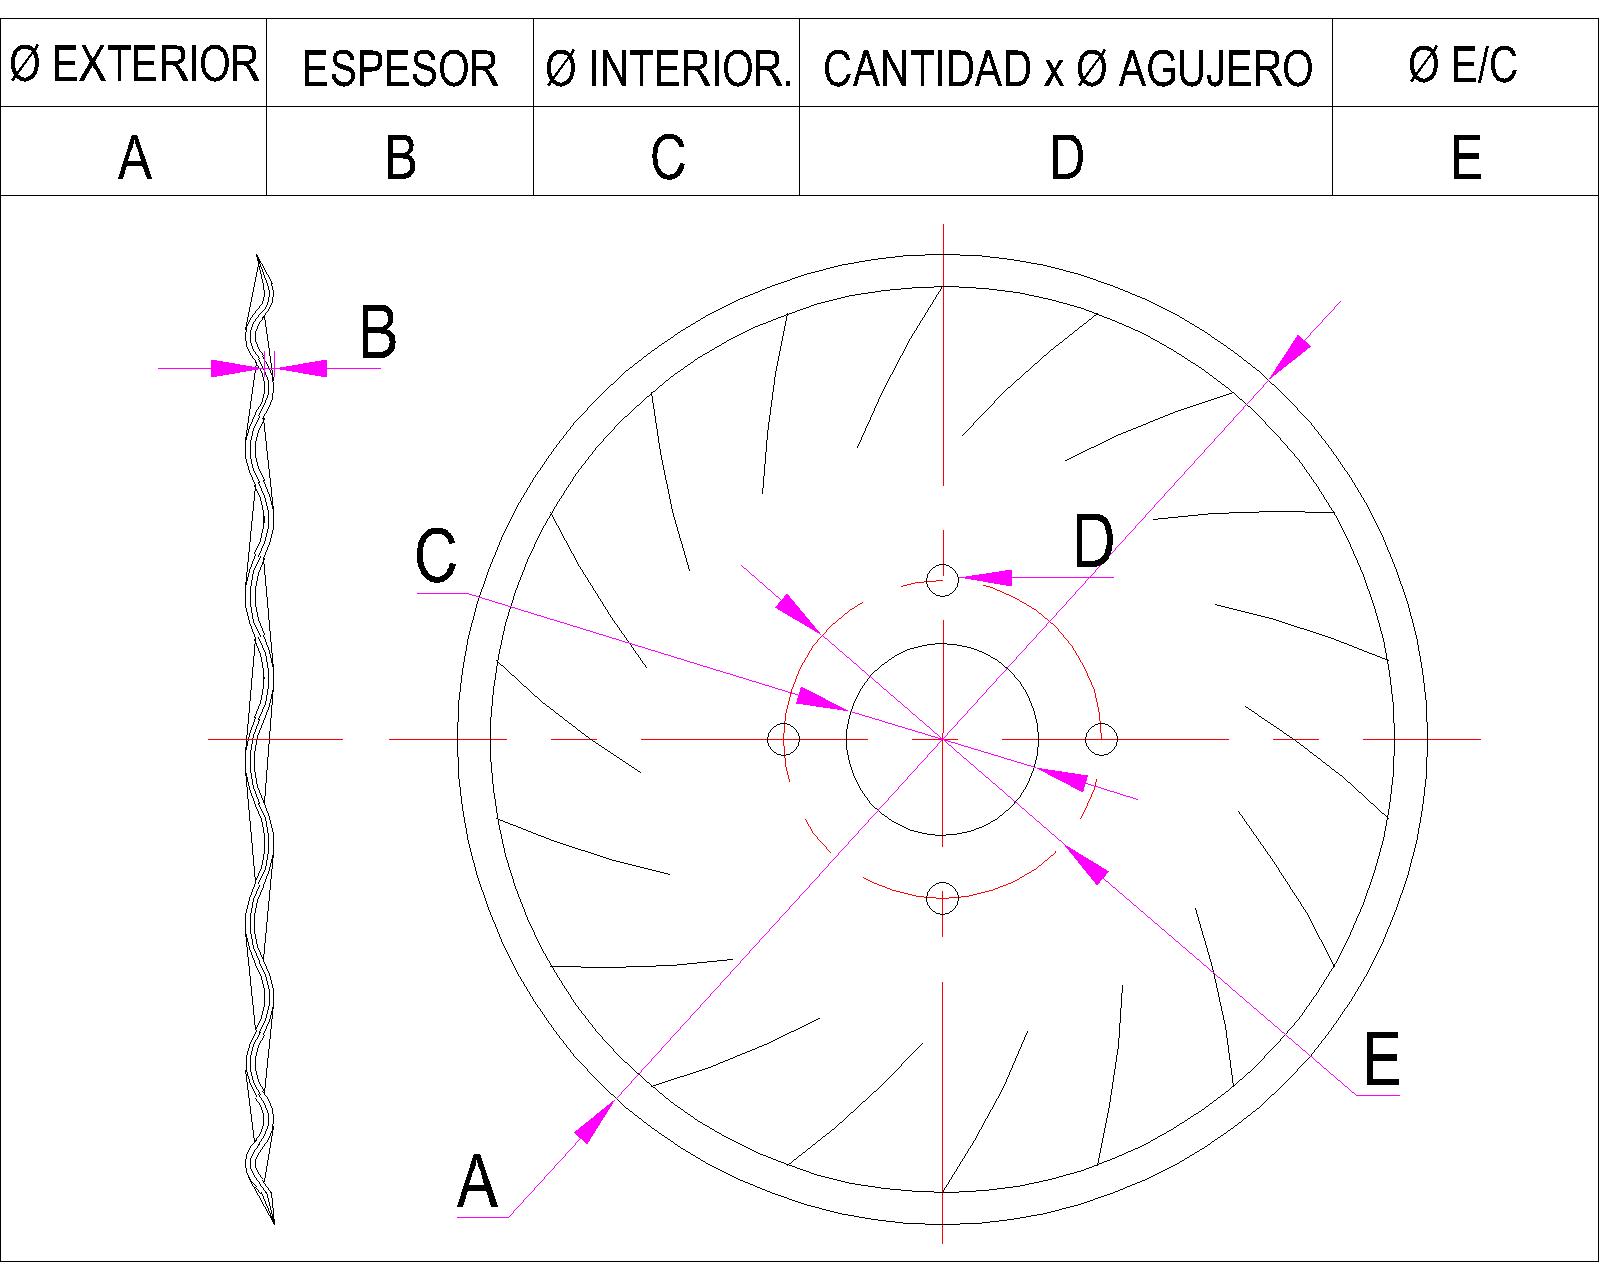 Ø EXTERIOR ESPESOR Ø INTERIOR. CANTIDAD x Ø AGUJERO Ø E/C
A B C D E
B
C
D
E
A